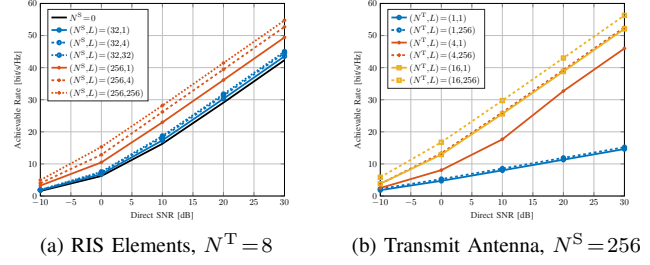 60
50
40
30
20
10
0
Achievable Rate [bit/s/Hz]
N^S = 0
(N^S, L) = (32,1)
(N^S, L) = (32,4)
(N^S, L) = (32,32)
(N^S, L) = (256,1)
(N^S, L) = (256,4)
(N^S, L) = (256,256)
−10 −5 0 5 10 15 20 25 30
Direct SNR [dB]
(a) RIS Elements, N^T = 8
60
50
40
30
20
10
0
Achievable Rate [bit/s/Hz]
(N^T, L) = (1,1)
(N^T, L) = (1,256)
(N^T, L) = (4,1)
(N^T, L) = (4,256)
(N^T, L) = (16,1)
(N^T, L) = (16,256)
−10 −5 0 5 10 15 20 25 30
Direct SNR [dB]
(b) Transmit Antenna, N^S = 256